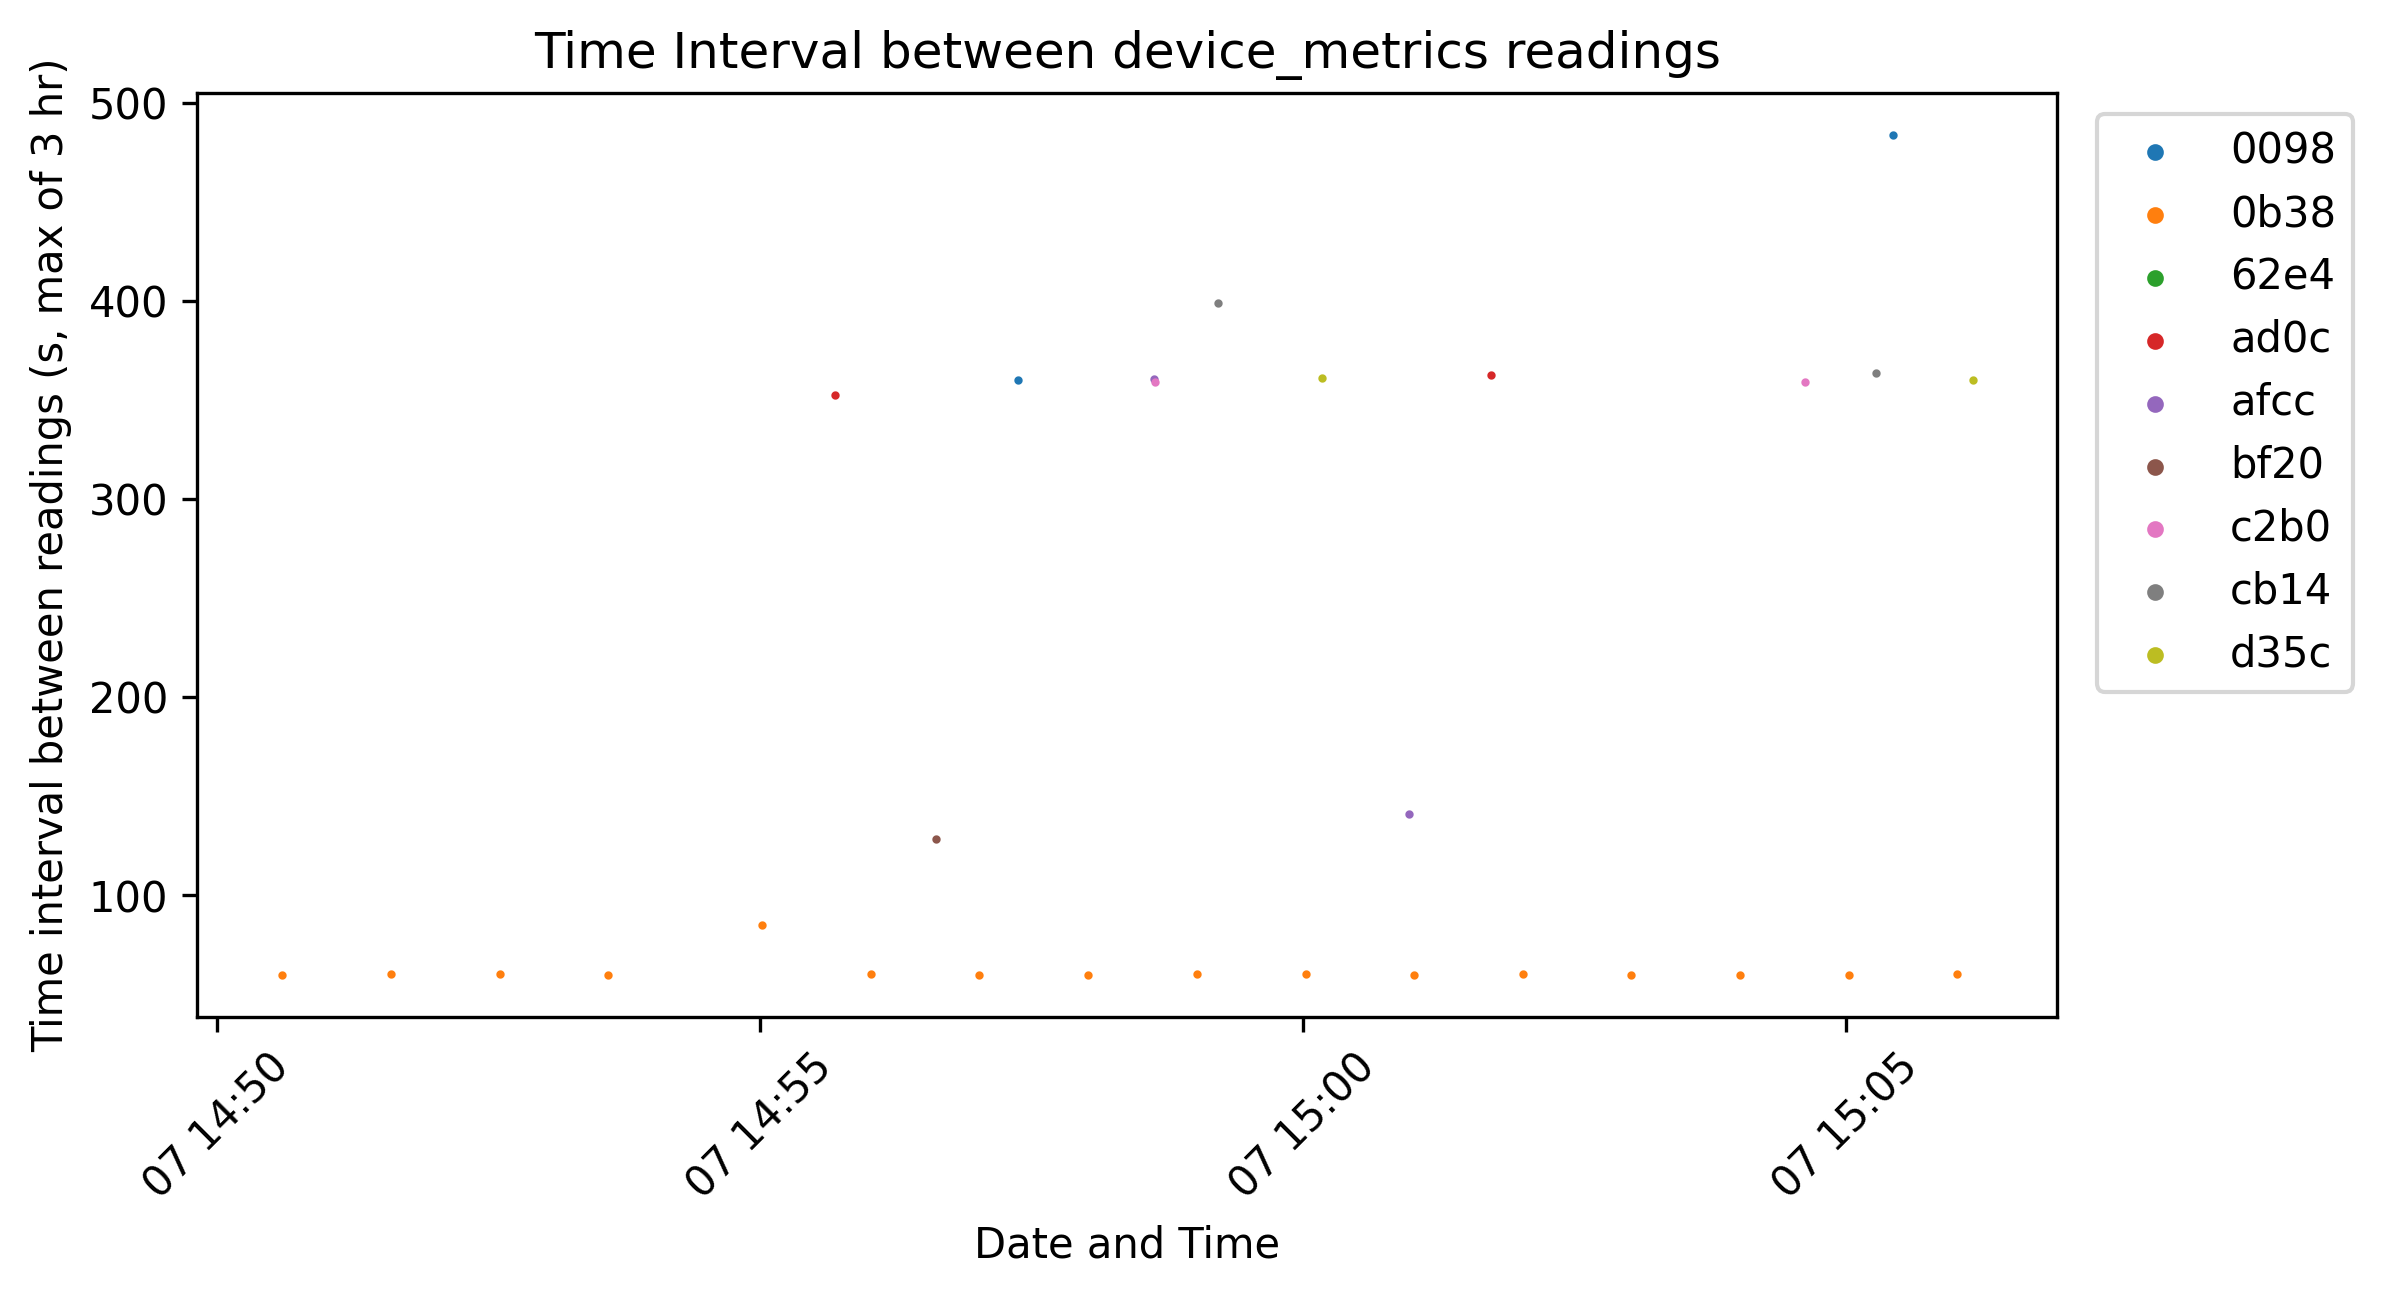 Time Interval between device_metrics readings
Time interval between readings (s, max of 3 hr)
500
400
300
200
100
07 14:50
07 14:55
07 15:00
07 15:05
Date and Time
0098
0b38
62e4
ad0c
afcc
bf20
c2b0
cb14
d35c